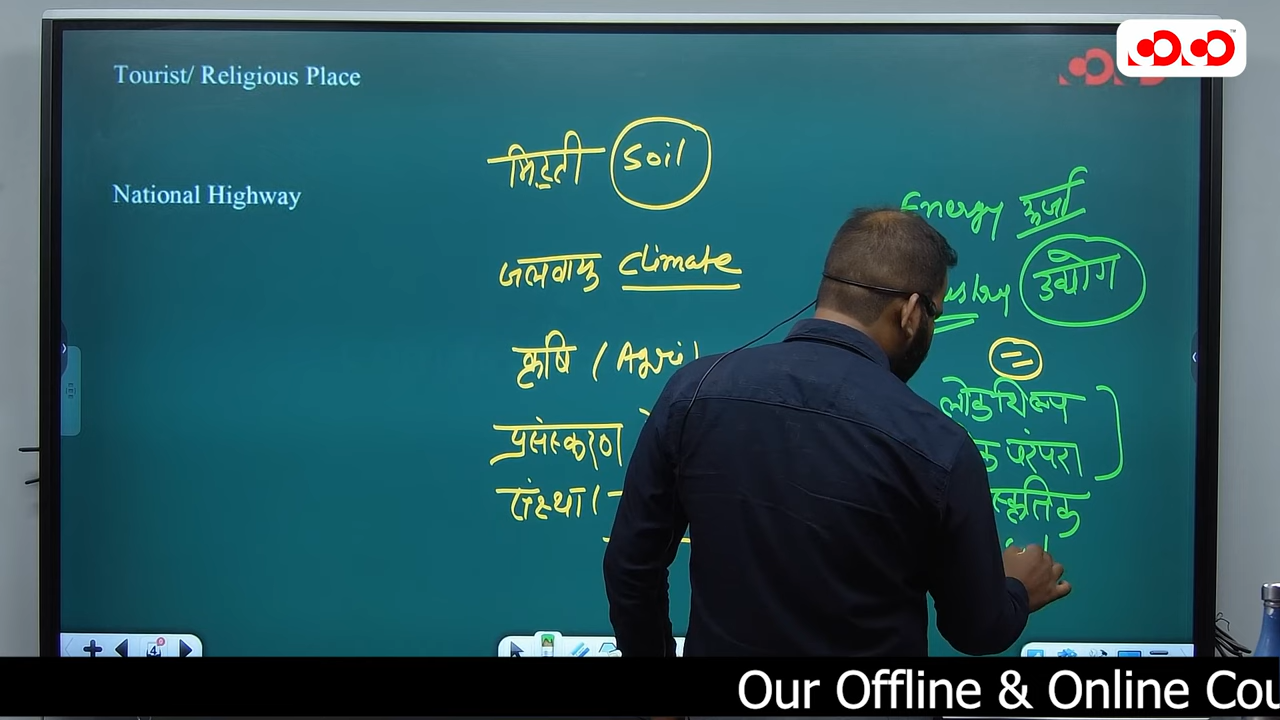 Tourist/ Religious Place
National Highway
मिट्टी Soil
जलवायु climate
कृषि (Agri)
प्रसंस्करण
संस्था (
Energy ऊर्जा
उद्योग
लोकशिल्प
परंपरा
Our Offline & Online Cou